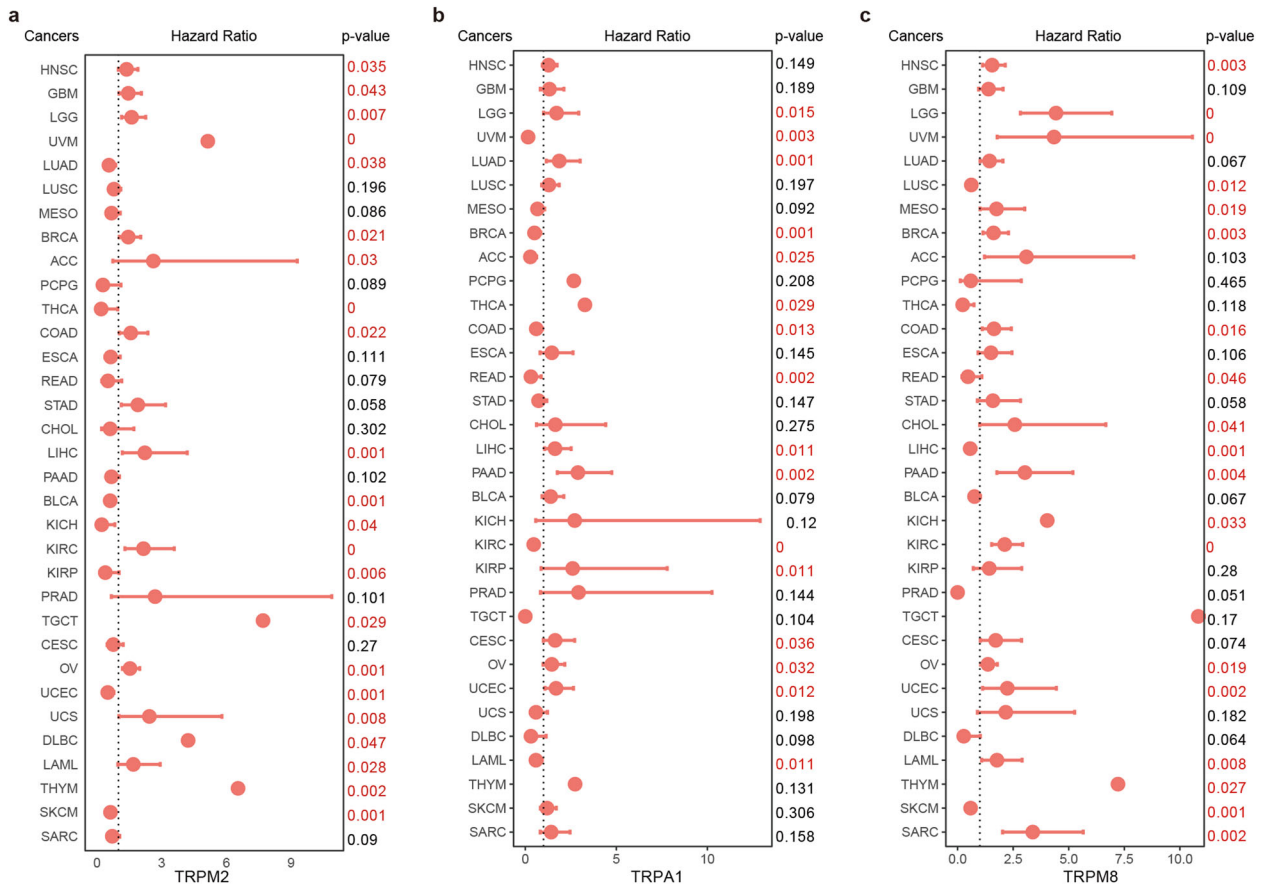 a
Cancers Hazard Ratio p-value
HNSC 0.035
GBM 0.043
LGG 0.007
UVM 0
LUAD 0.038
LUSC 0.196
MESO 0.086
BRCA 0.021
ACC 0.03
PCPG 0.089
THCA 0
COAD 0.022
ESCA 0.111
READ 0.079
STAD 0.058
CHOL 0.302
LIHC 0.001
PAAD 0.102
BLCA 0.001
KICH 0.04
KIRC 0
KIRP 0.006
PRAD 0.101
TGCT 0.029
CESC 0.27
OV 0.001
UCEC 0.001
UCS 0.008
DLBC 0.047
LAML 0.028
THYM 0.002
SKCM 0.001
SARC 0.09
0 3 6 9
TRPM2
b
Cancers Hazard Ratio p-value
HNSC 0.149
GBM 0.189
LGG 0.015
UVM 0.003
LUAD 0.001
LUSC 0.197
MESO 0.092
BRCA 0.001
ACC 0.025
PCPG 0.208
THCA 0.029
COAD 0.013
ESCA 0.145
READ 0.002
STAD 0.147
CHOL 0.275
LIHC 0.011
PAAD 0.002
BLCA 0.079
KICH 0.12
KIRC 0
KIRP 0.011
PRAD 0.144
TGCT 0.104
CESC 0.036
OV 0.032
UCEC 0.012
UCS 0.198
DLBC 0.098
LAML 0.011
THYM 0.131
SKCM 0.306
SARC 0.158
0 5 10
TRPA1
c
Cancers Hazard Ratio p-value
HNSC 0.003
GBM 0.109
LGG 0
UVM 0
LUAD 0.067
LUSC 0.012
MESO 0.019
BRCA 0.003
ACC 0.103
PCPG 0.465
THCA 0.118
COAD 0.016
ESCA 0.106
READ 0.046
STAD 0.058
CHOL 0.041
LIHC 0.001
PAAD 0.004
BLCA 0.067
KICH 0.033
KIRC 0
KIRP 0.28
PRAD 0.051
TGCT 0.17
CESC 0.074
OV 0.019
UCEC 0.002
UCS 0.182
DLBC 0.064
LAML 0.008
THYM 0.027
SKCM 0.001
SARC 0.002
0.0 2.5 5.0 7.5 10.0
TRPM8